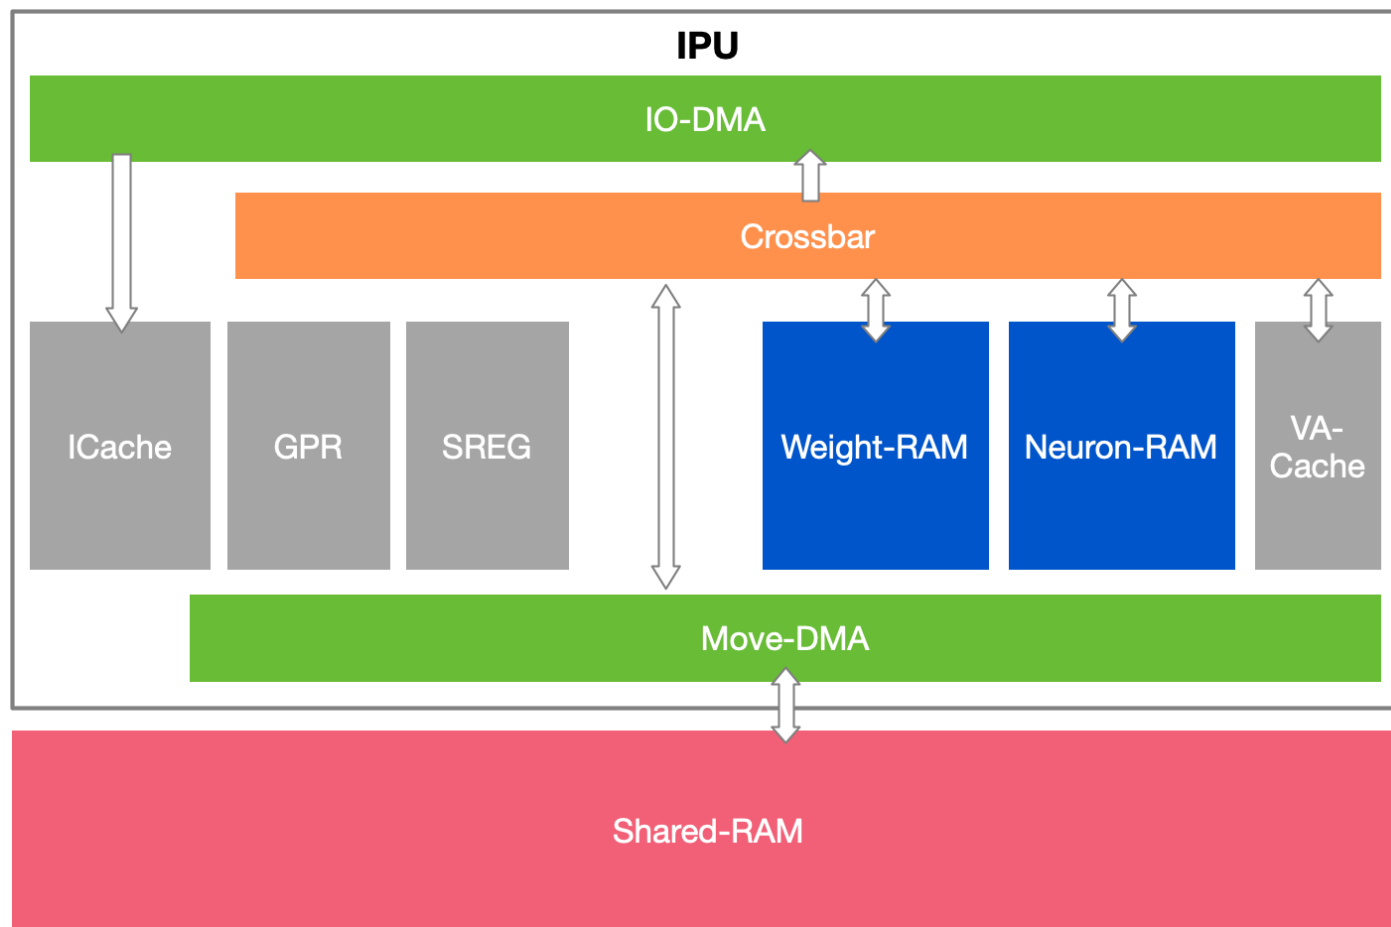 IPU
IO-DMA
Crossbar
ICache
GPR
SREG
Weight-RAM
Neuron-RAM
VA-
Cache
Move-DMA
Shared-RAM